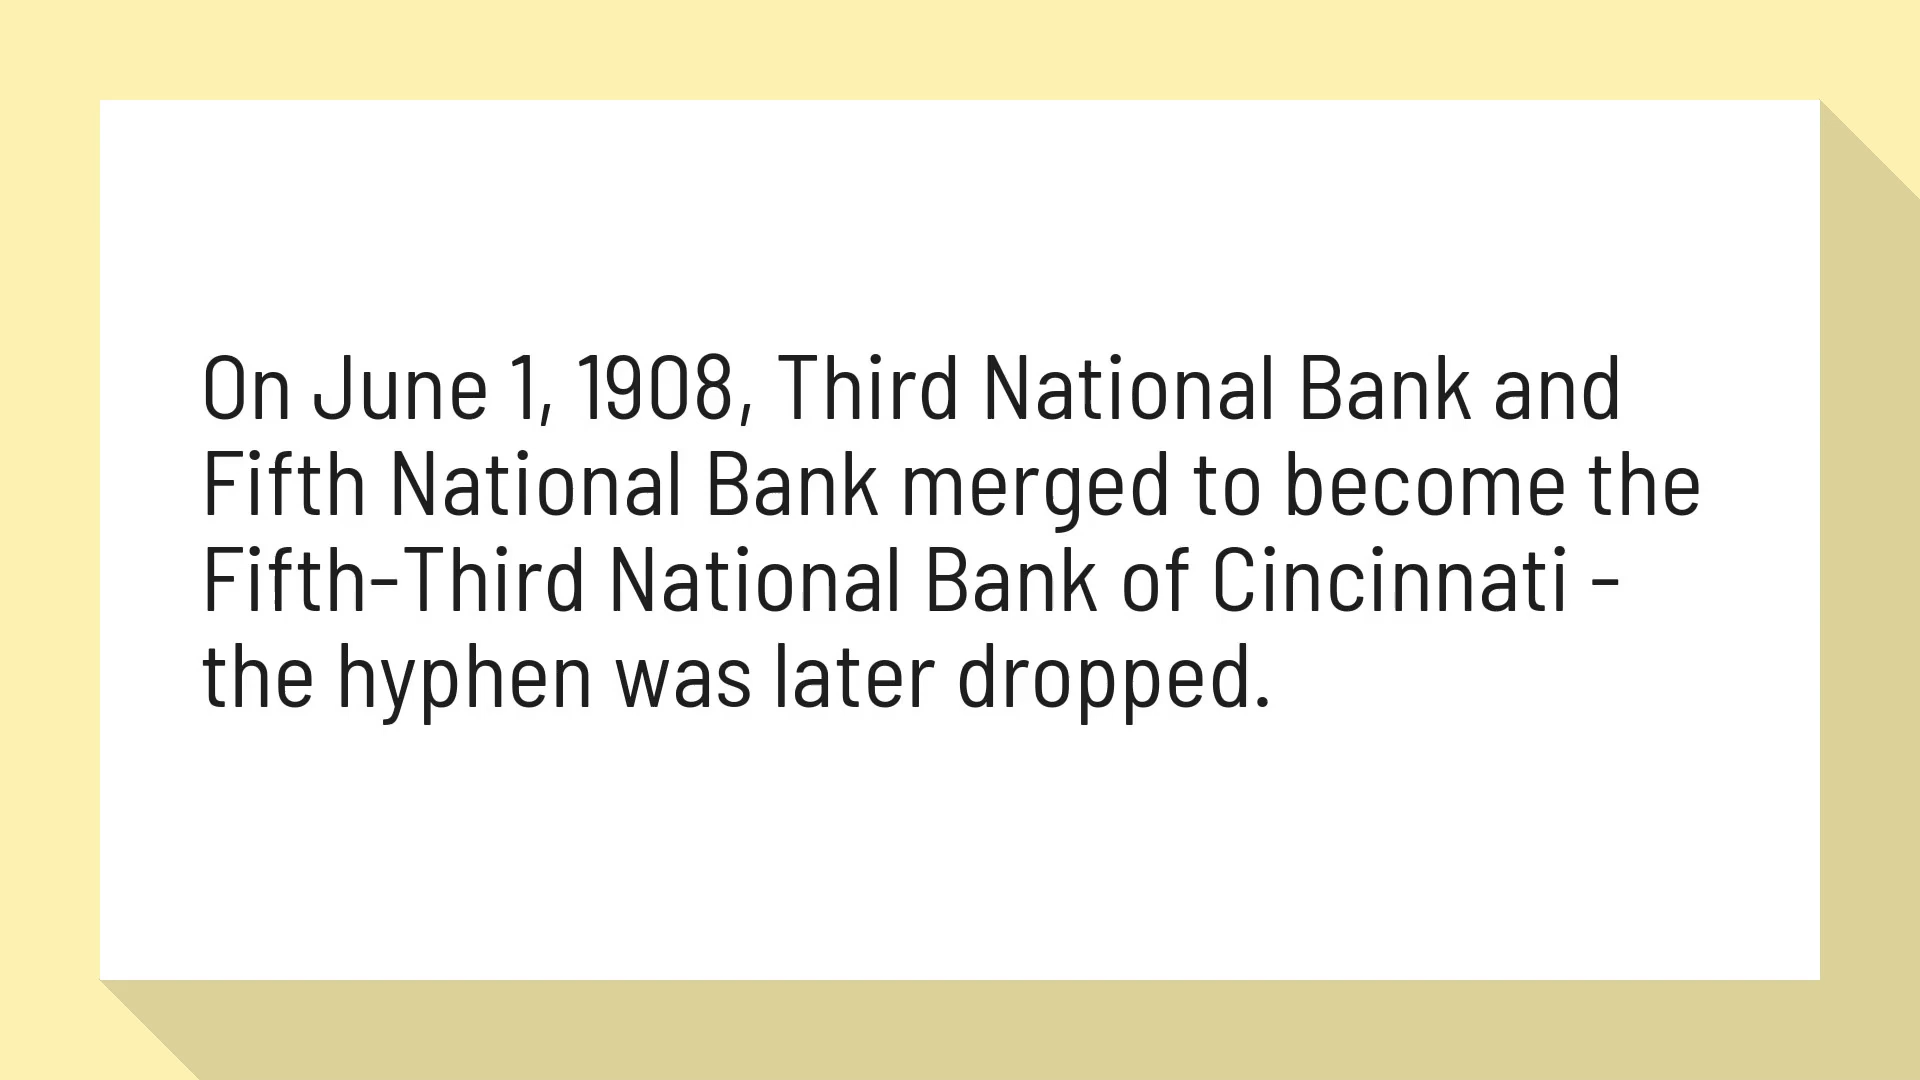 On June 1, 1908, Third National Bank and
Fifth National Bank merged to become the
Fifth-Third National Bank of Cincinnati -
the hyphen was later dropped.